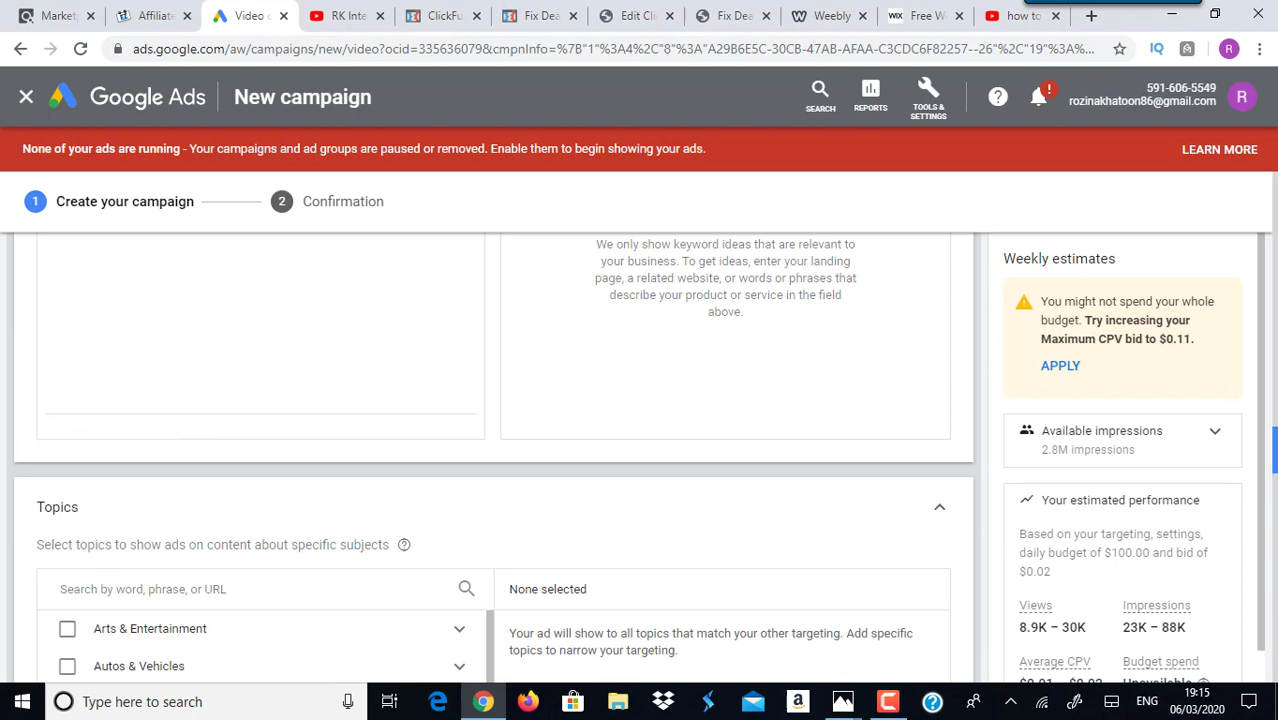 Marketp
Affiliate
Video c
RK Inte
ClickFu
Fix Dea
Edit Cli
Fix Dea
Weebly
WIX Free W
how to
ads.google.com/aw/campaigns/new/video?ocid=335636079&cmpnInfo=%7B"1"%3A4%2C"8"%3A"A29B6E5C-30CB-47AB-AFAA-C3CDC6F82257--26"%2C"19"%3A%...
IQ
R
Google Ads
New campaign
SEARCH
REPORTS
TOOLS &
SETTINGS
591-606-5549
rozinakhatoon86@gmail.com
R
None of your ads are running - Your campaigns and ad groups are paused or removed. Enable them to begin showing your ads.
LEARN MORE
1 Create your campaign
2 Confirmation
We only show keyword ideas that are relevant to
your business. To get ideas, enter your landing
page, a related website, or words or phrases that
describe your product or service in the field
above.
Weekly estimates
You might not spend your whole
budget. Try increasing your
Maximum CPV bid to $0.11.
APPLY
Available impressions
2.8M impressions
Topics
Select topics to show ads on content about specific subjects
Search by word, phrase, or URL
None selected
Arts & Entertainment
Autos & Vehicles
Your ad will show to all topics that match your other targeting. Add specific
topics to narrow your targeting.
Your estimated performance
Based on your targeting, settings,
daily budget of $100.00 and bid of
$0.02
Views
Impressions
8.9K – 30K
23K – 88K
Average CPV
Budget spend
Type here to search
ENG
19:15
06/03/2020